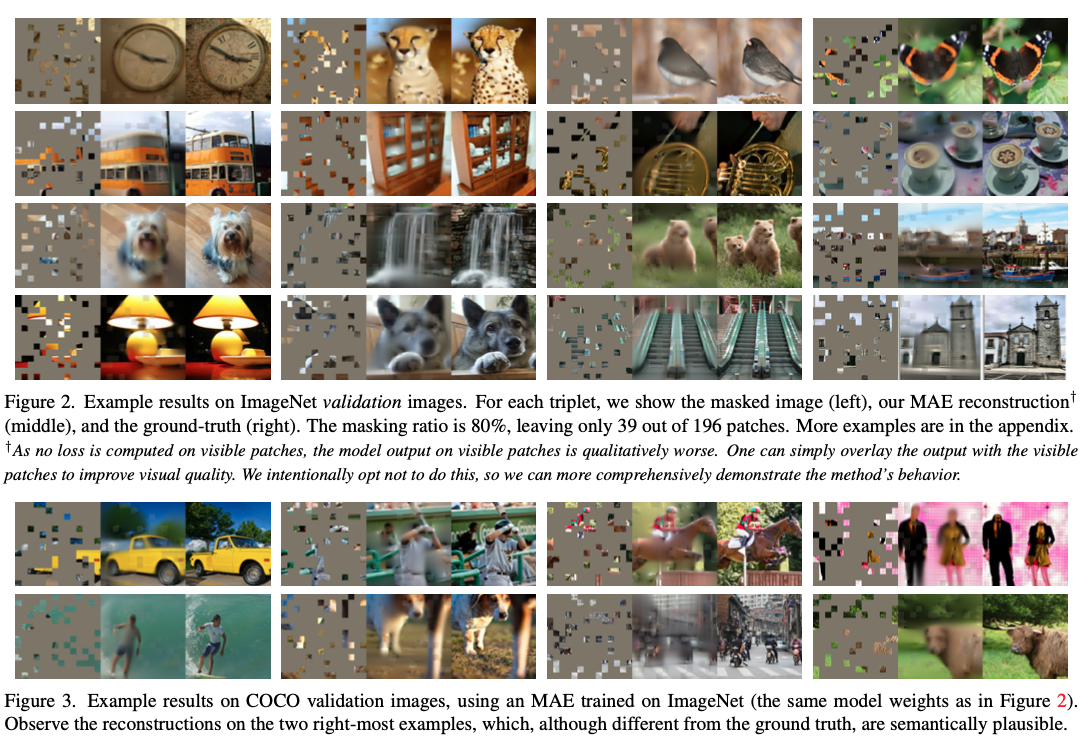 Figure 2. Example results on ImageNet validation images. For each triplet, we show the masked image (left), our MAE reconstruction†
(middle), and the ground-truth (right). The masking ratio is 80%, leaving only 39 out of 196 patches. More examples are in the appendix.
†As no loss is computed on visible patches, the model output on visible patches is qualitatively worse. One can simply overlay the output with the visible
patches to improve visual quality. We intentionally opt not to do this, so we can more comprehensively demonstrate the method's behavior.
Figure 3. Example results on COCO validation images, using an MAE trained on ImageNet (the same model weights as in Figure 2).
Observe the reconstructions on the two right-most examples, which, although different from the ground truth, are semantically plausible.